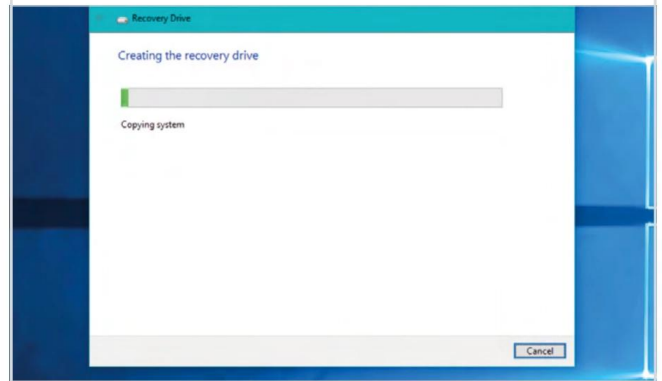 Recovery Drive
Creating the recovery drive
Copying system
Cancel